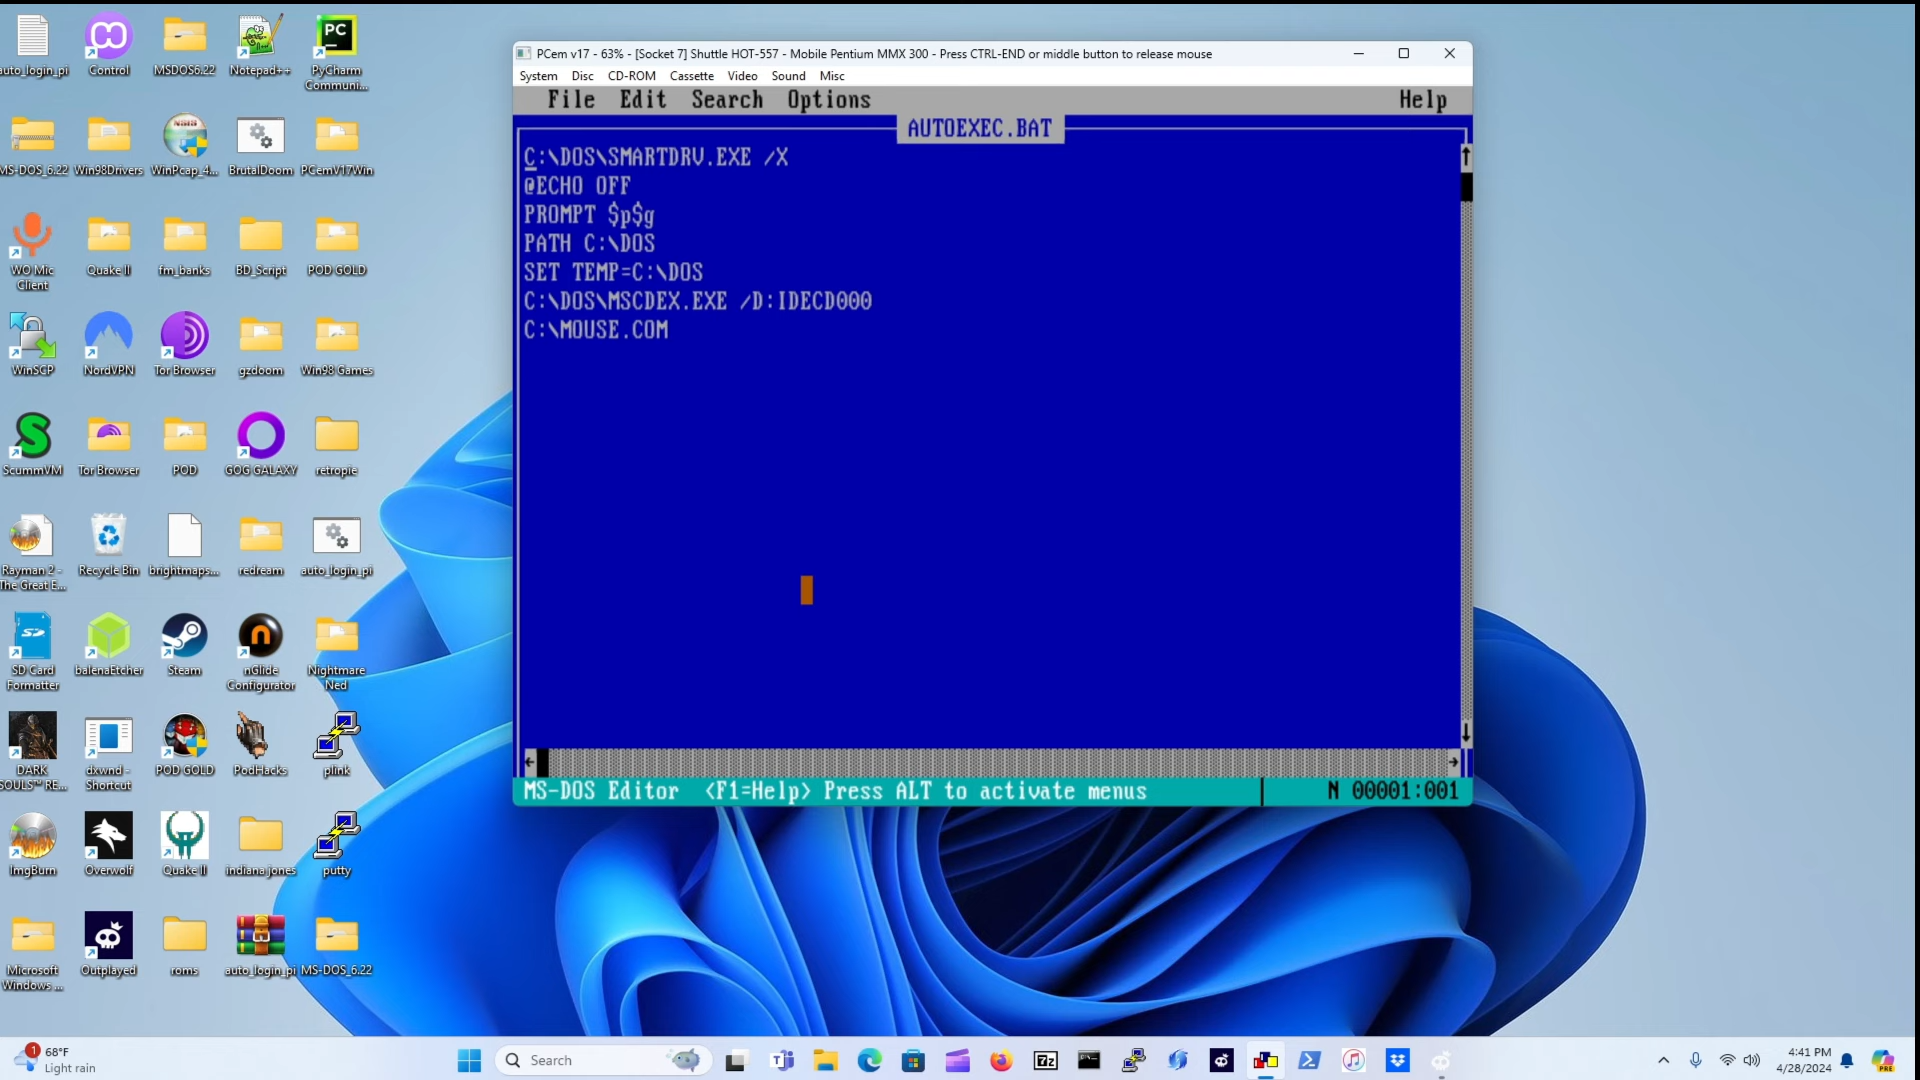 auto_login_pi
Control
MSDOS6.22
Notepad++
PyCharm
Communi...
MS-DOS_6.22
Win98Drivers
WinPcap_4...
BrutalDoom
PCemV17Win
WO Mic
Client
Quake II
fm_banks
BD_Script
POD GOLD
WinSCP
NordVPN
Tor Browser
gzdoom
Win98 Games
ScummVM
Tor Browser
POD
GOG GALAXY
retropie
Rayman 2 -
The Great E...
Recycle Bin
brightmaps...
redream
auto_login_pi
SD Card
Formatter
balenaEtcher
Steam
nGlide
Configurator
Nightmare
Ned
DARK
SOULS™ RE...
dxwnd -
Shortcut
POD GOLD
PodHacks
plink
ImgBurn
Overwolf
Quake II
indiana jones
putty
Microsoft
Windows ...
Outplayed
roms
auto_login_pi
MS-DOS_6.22
PCem v17 - 63% - [Socket 7] Shuttle HOT-557 - Mobile Pentium MMX 300 - Press CTRL-END or middle button to release mouse
System Disc CD-ROM Cassette Video Sound Misc
File Edit Search Options Help
AUTOEXEC.BAT
C:\DOS\SMARTDRV.EXE /X
@ECHO OFF
PROMPT $p$g
PATH C:\DOS
SET TEMP=C:\DOS
C:\DOS\MSCDEX.EXE /D:IDECD000
C:\MOUSE.COM
MS-DOS Editor <F1=Help> Press ALT to activate menus N 00001:001
1
68°F
Light rain
Search
4:41 PM
4/28/2024